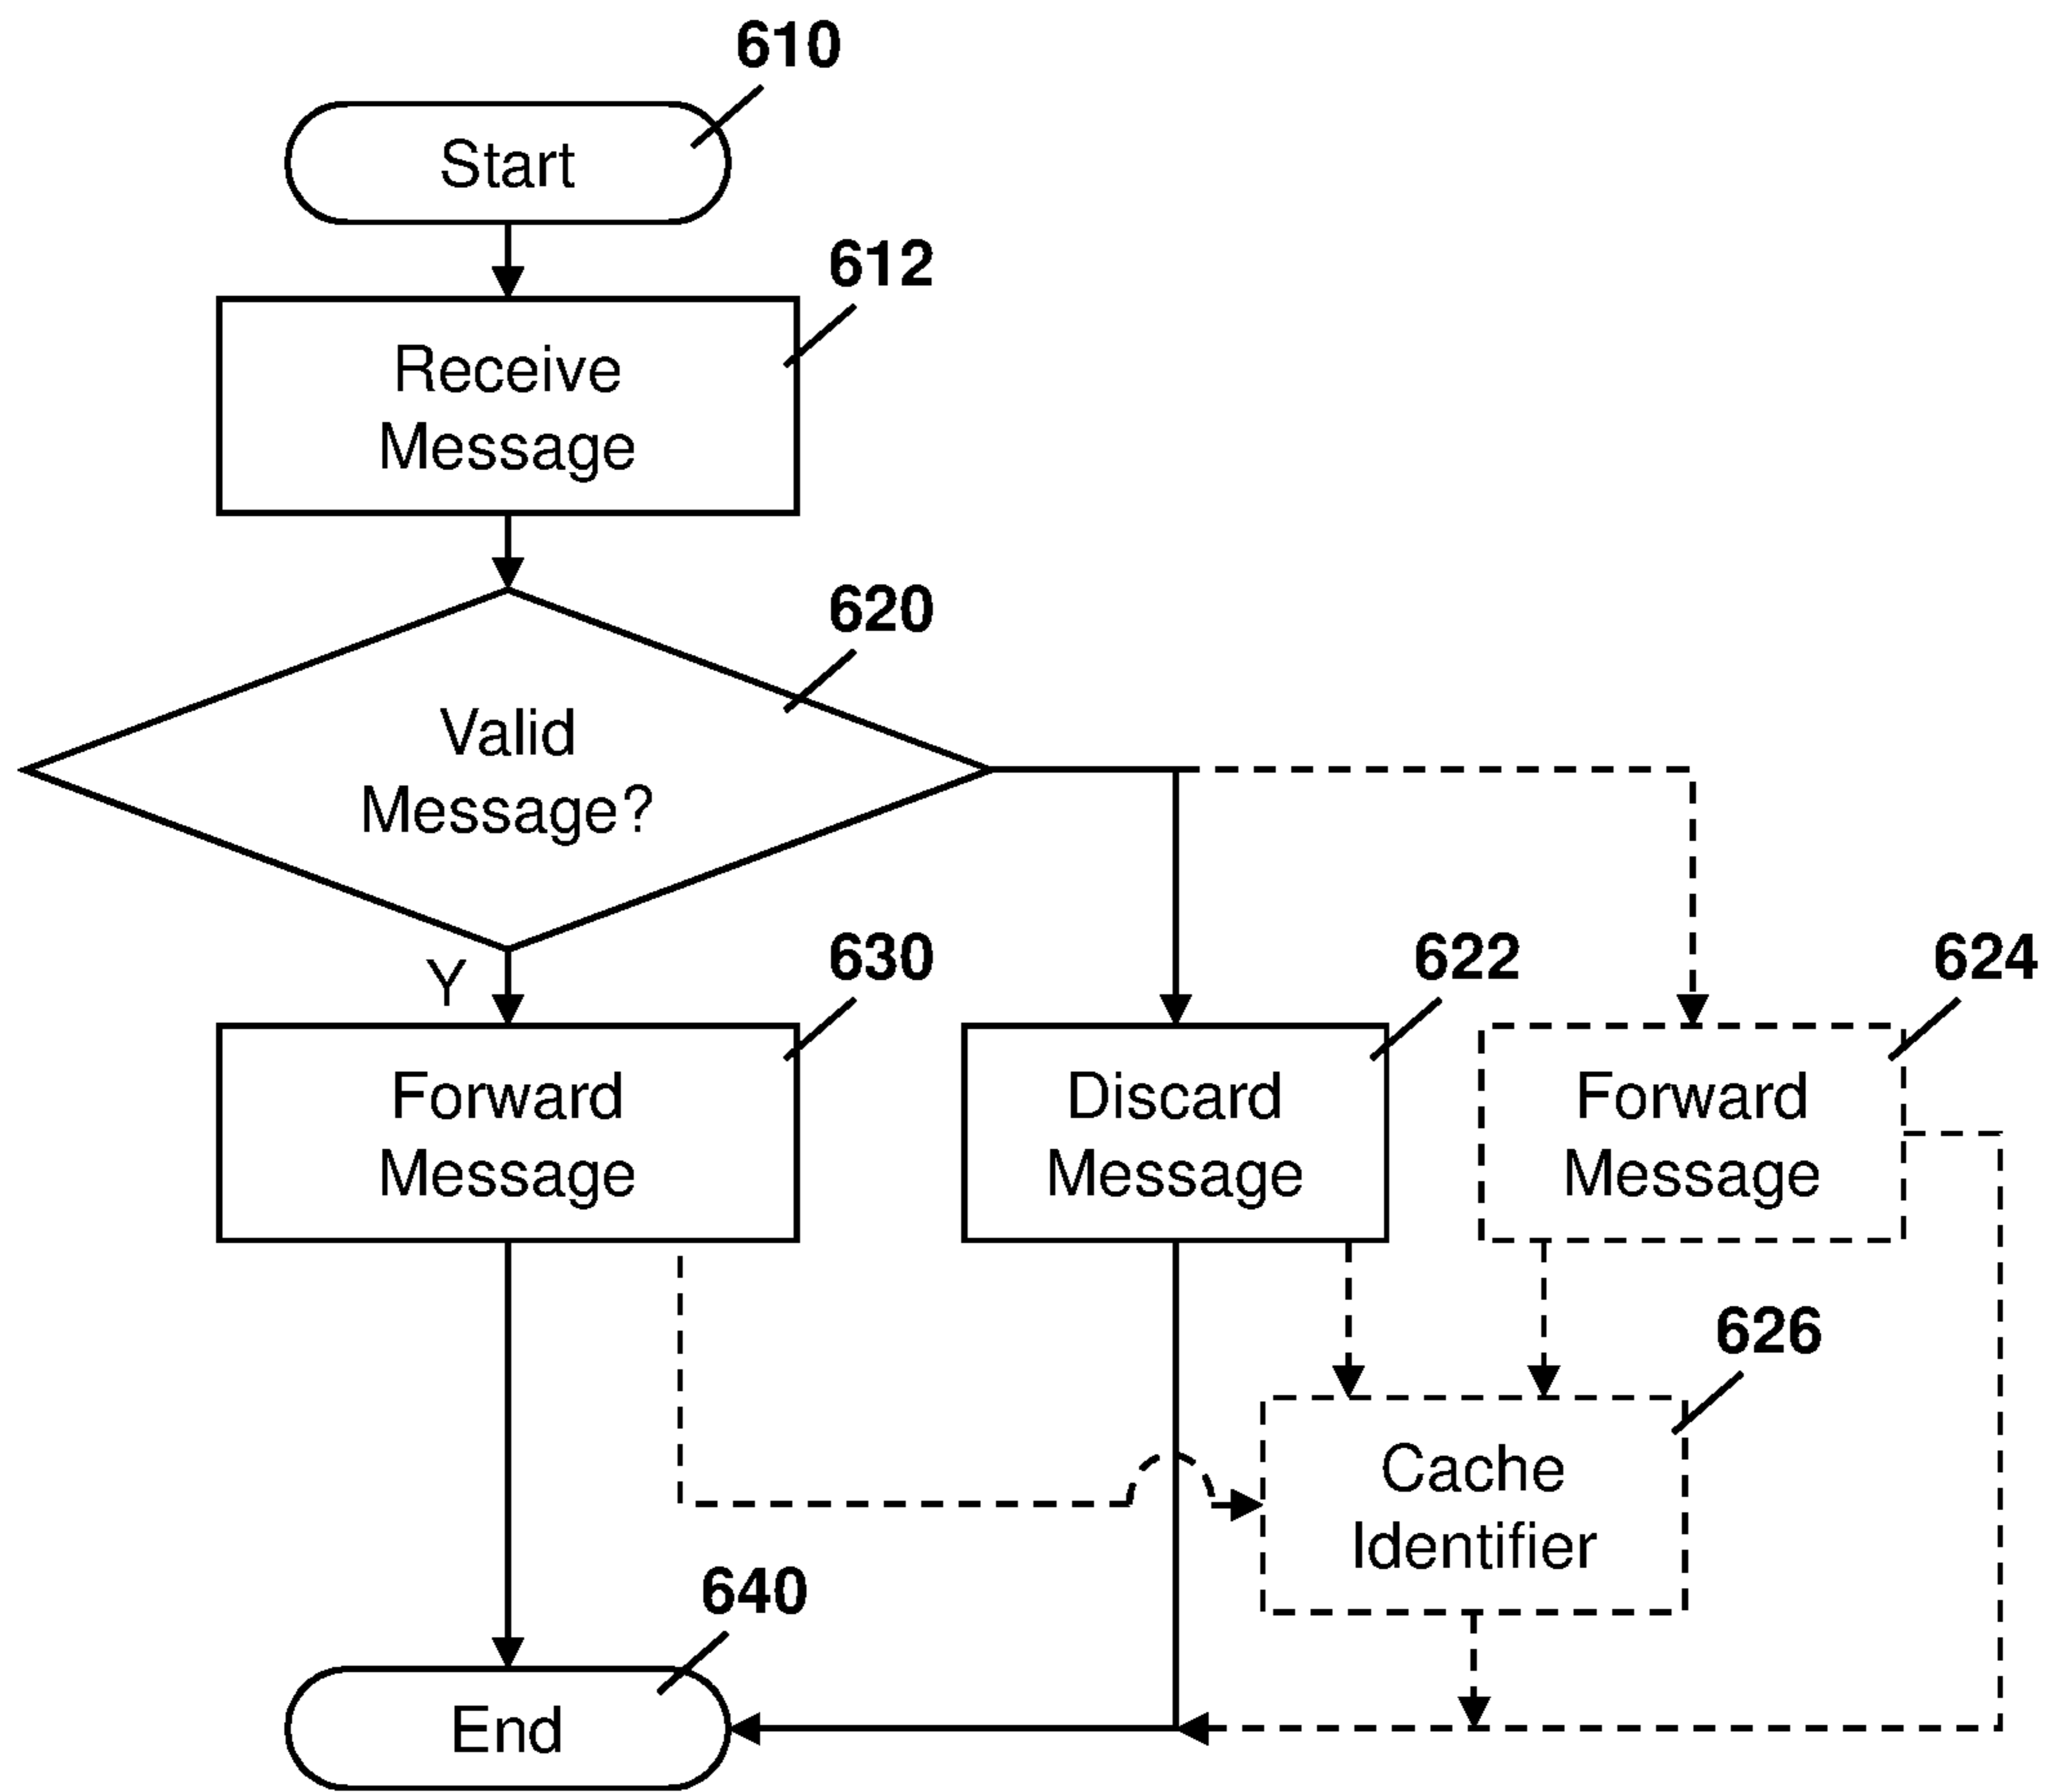 610
Start
612
Receive
Message
620
Valid
Message?
Y
630
Forward
Message
622
Discard
Message
624
Forward
Message
626
Cache
Identifier
640
End